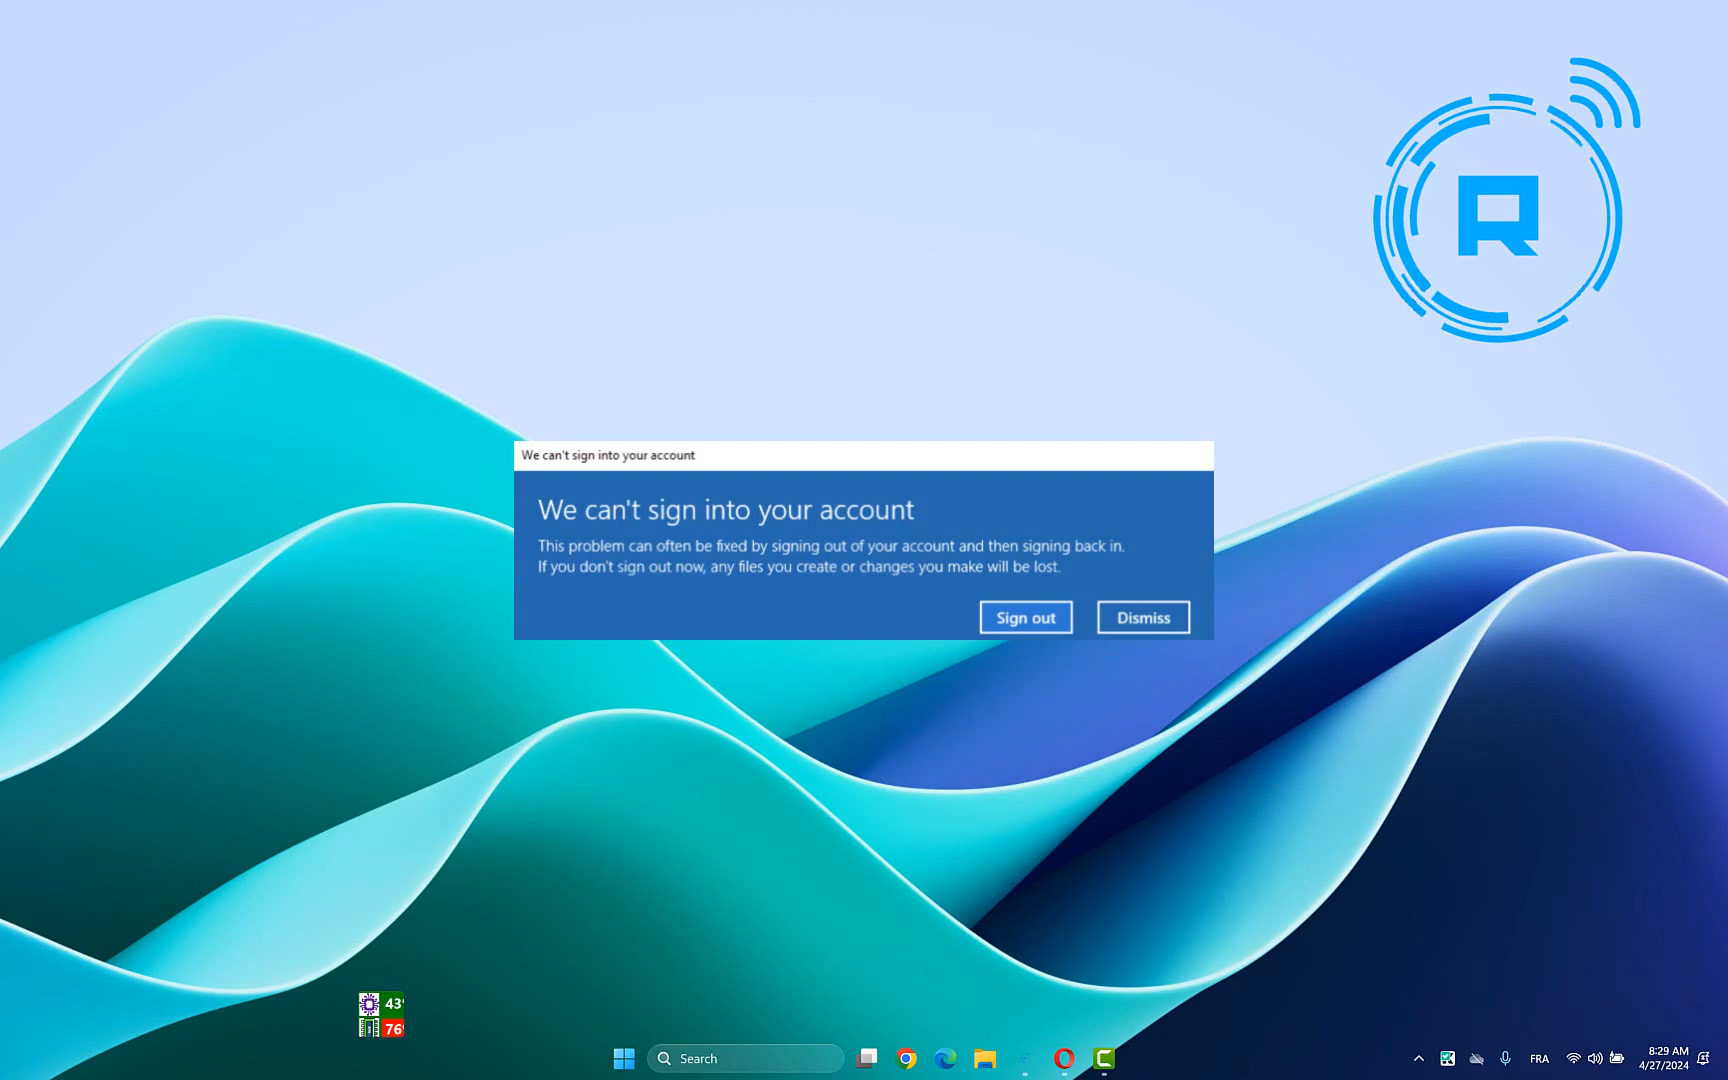 R
We can't sign into your account
We can't sign into your account
This problem can often be fixed by signing out of your account and then signing back in.
If you don't sign out now, any files you create or changes you make will be lost.
Sign out
Dismiss
43°
76°
Search
FRA
8:29 AM
4/27/2024